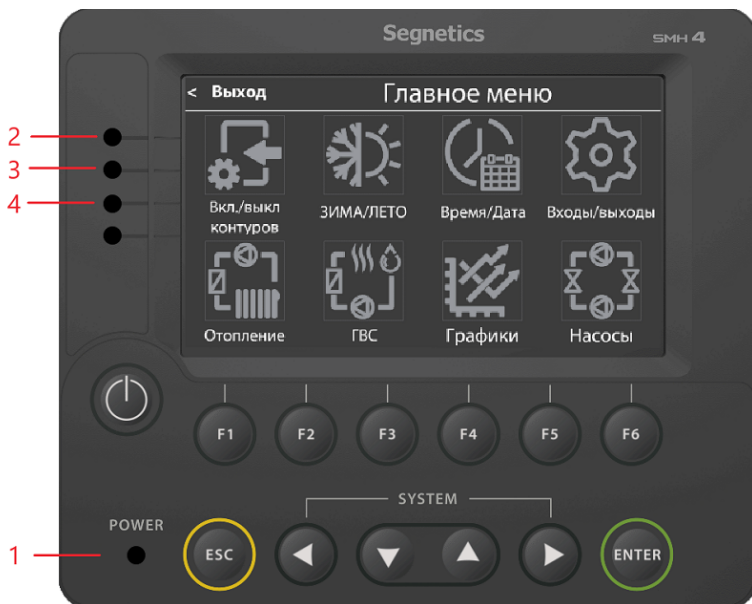 Segnetics
SMH 4
< Выход
Главное меню
2
3
4
Вкл./выкл
контуров
ЗИМА/ЛЕТО
Время/Дата
Входы/выходы
Отопление
ГВС
Графики
Насосы
F1
F2
F3
F4
F5
F6
SYSTEM
POWER
1
ESC
ENTER